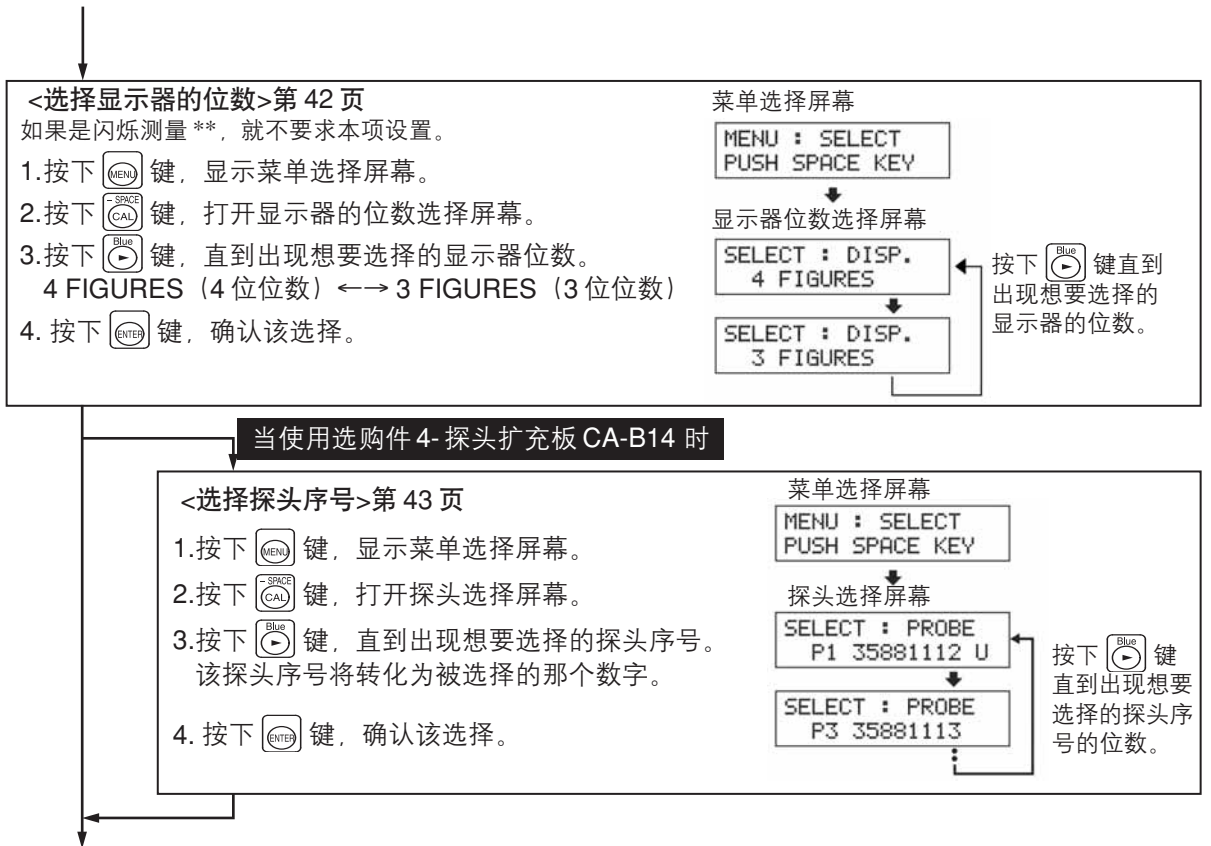 <选择显示器的位数>第 42 页
如果是闪烁测量 **，就不要求本项设置。
1.按下 MENU 键，显示菜单选择屏幕。
2.按下 - SPACE CAL 键，打开显示器的位数选择屏幕。
3.按下 Blue 键，直到出现想要选择的显示器位数。
4 FIGURES（4 位位数）←→ 3 FIGURES（3 位位数）
4. 按下 ENTER 键，确认该选择。
菜单选择屏幕
MENU : SELECT
PUSH SPACE KEY
显示器位数选择屏幕
SELECT : DISP.
4 FIGURES
SELECT : DISP.
3 FIGURES
按下 Blue 键直到
出现想要选择的
显示器的位数。
当使用选购件 4- 探头扩充板 CA-B14 时
<选择探头序号>第 43 页
1.按下 MENU 键，显示菜单选择屏幕。
2.按下 - SPACE CAL 键，打开探头选择屏幕。
3.按下 Blue 键，直到出现想要选择的探头序号。
该探头序号将转化为被选择的那个数字。
4. 按下 ENTER 键，确认该选择。
菜单选择屏幕
MENU : SELECT
PUSH SPACE KEY
探头选择屏幕
SELECT : PROBE
P1 35881112 U
SELECT : PROBE
P3 35881113
按下 Blue 键
直到出现想要
选择的探头序
号的位数。